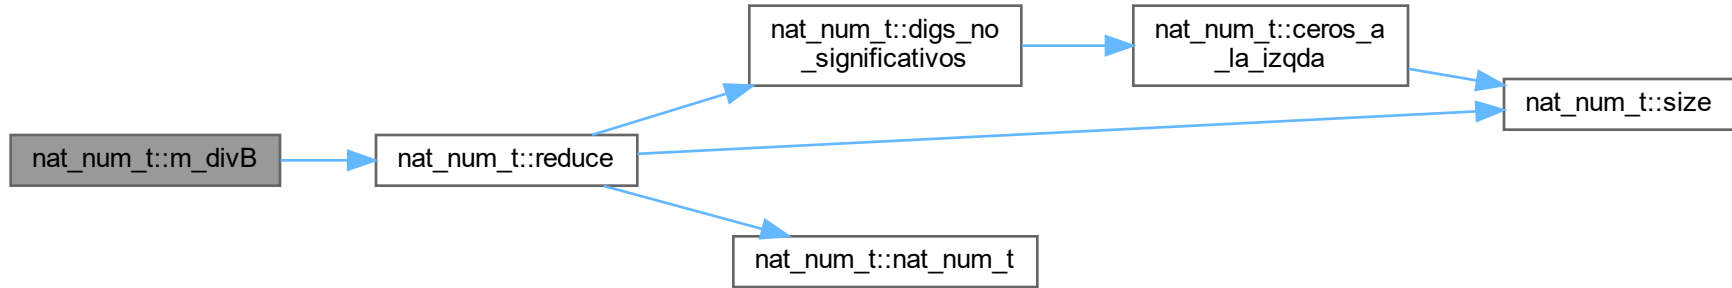 nat_num_t::m_divB
nat_num_t::reduce
nat_num_t::digs_no
_significativos
nat_num_t::ceros_a
_la_izqda
nat_num_t::size
nat_num_t::nat_num_t